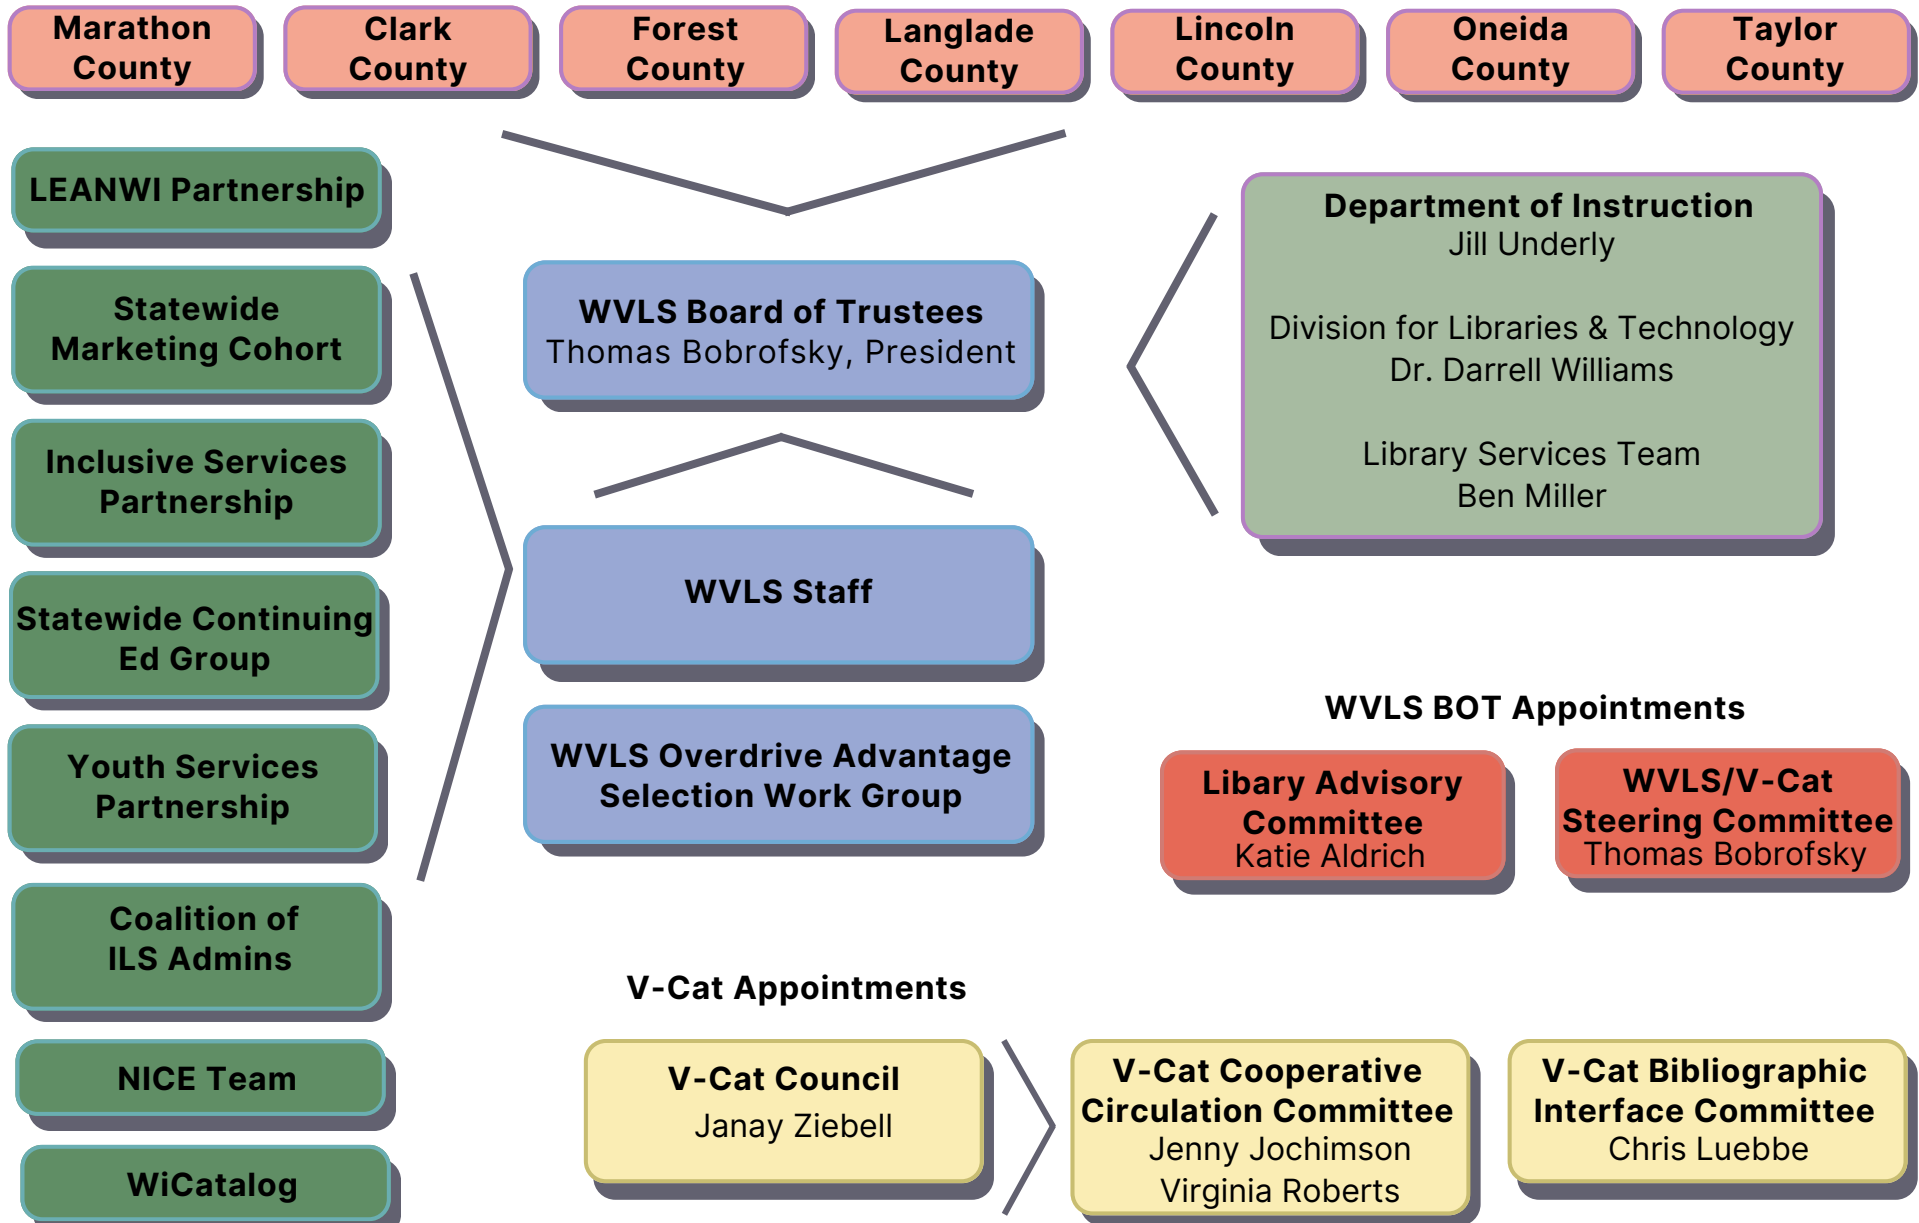 Marathon
County
Clark
County
Forest
County
Langlade
County
Lincoln
County
Oneida
County
Taylor
County
LEANWI Partnership
Statewide
Marketing Cohort
Inclusive Services
Partnership
Statewide Continuing
Ed Group
Youth Services
Partnership
Coalition of
ILS Admins
NICE Team
WiCatalog
WVLS Board of Trustees
Thomas Bobrofsky, President
WVLS Staff
WVLS Overdrive Advantage
Selection Work Group
Department of Instruction
Jill Underly
Division for Libraries & Technology
Dr. Darrell Williams
Library Services Team
Ben Miller
WVLS BOT Appointments
Libary Advisory
Committee
Katie Aldrich
WVLS/V-Cat
Steering Committee
Thomas Bobrofsky
V-Cat Appointments
V-Cat Council
Janay Ziebell
V-Cat Cooperative
Circulation Committee
Jenny Jochimson
Virginia Roberts
V-Cat Bibliographic
Interface Committee
Chris Luebbe